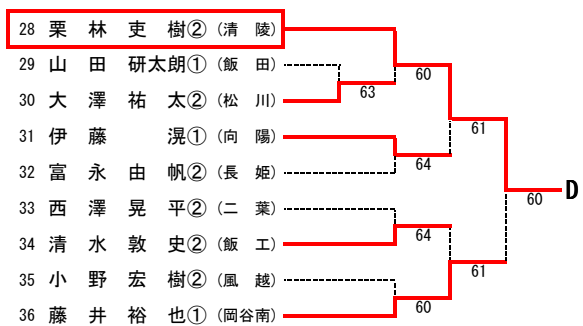 28 栗 林 吏 樹② (清 陵)
29 山 田 研太朗① (飯 田)
30 大 澤 祐 太② (松 川)
31 伊 藤 滉① (向 陽)
32 富 永 由 帆② (長 姫)
33 西 澤 晃 平② (二 葉)
34 清 水 敦 史② (飯 工)
35 小 野 宏 樹② (風 越)
36 藤 井 裕 也① (岡谷南)
60
63
61
64
60
D
64
61
60